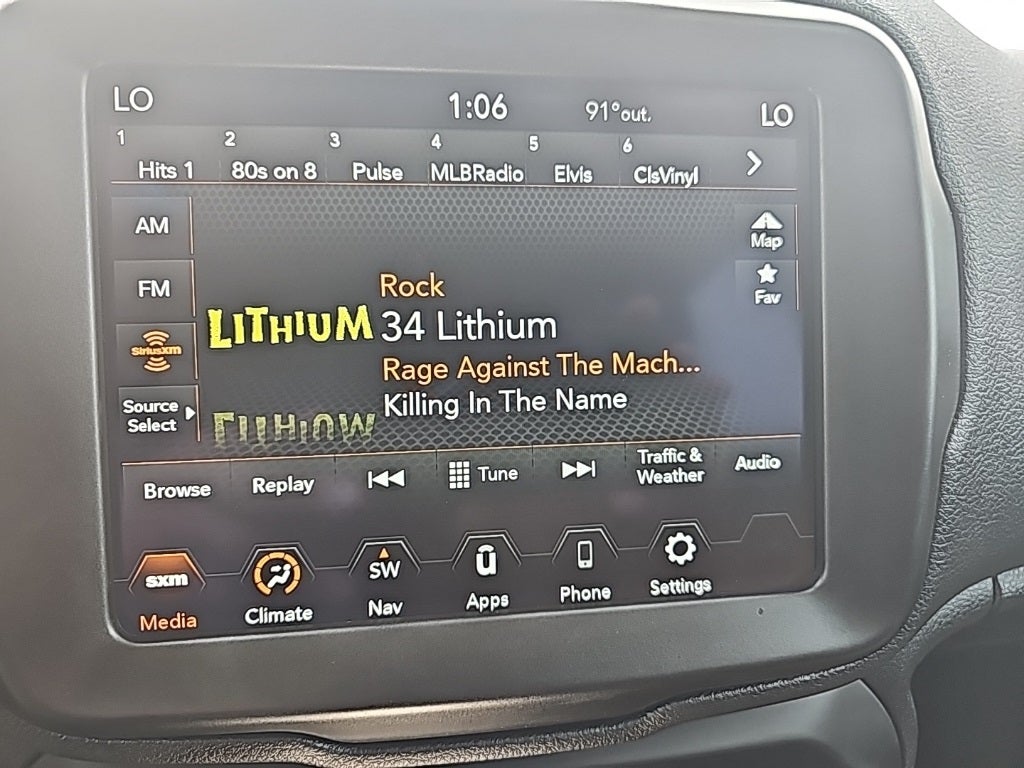 LO 1:06 91° out. LO
1 2 3 4 5 6
Hits 1 80s on 8 Pulse MLBRadio Elvis ClsVinyl
AM
Map
FM
Fav
Rock
LITHIUM
34 Lithium
SiriusXM
Rage Against The Mach...
Killing In The Name
Source
Select
LITHIUM
Browse
Replay
Tune
Traffic &
Weather
Audio
sxm
Media
Climate
SW
Nav
u
Apps
Phone
Settings